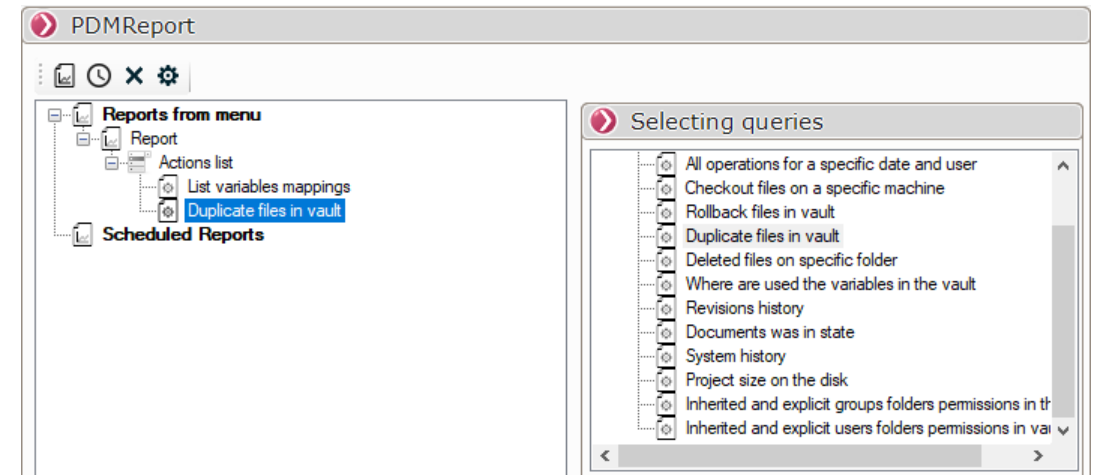 PDMReport
Reports from menu
Report
Actions list
List variables mappings
Duplicate files in vault
Scheduled Reports
Selecting queries
All operations for a specific date and user
Checkout files on a specific machine
Rollback files in vault
Duplicate files in vault
Deleted files on specific folder
Where are used the variables in the vault
Revisions history
Documents was in state
System history
Project size on the disk
Inherited and explicit groups folders permissions in
Inherited and explicit users folders permissions in